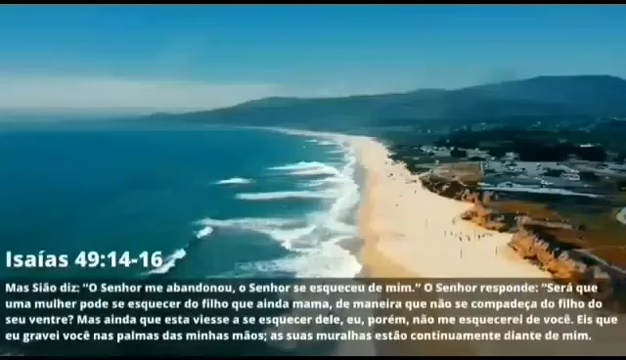 Isaías 49:14-16
Mas Sião diz: “O Senhor me abandonou, o Senhor se esqueceu de mim.” O Senhor responde: “Será que
uma mulher pode se esquecer do filho que ainda mama, de maneira que não se compadeça do filho do
seu ventre? Mas ainda que esta viesse a se esquecer dele, eu, porém, não me esquecerei de você. Eis que
eu gravei você nas palmas das minhas mãos; as suas muralhas estão continuamente diante de mim.